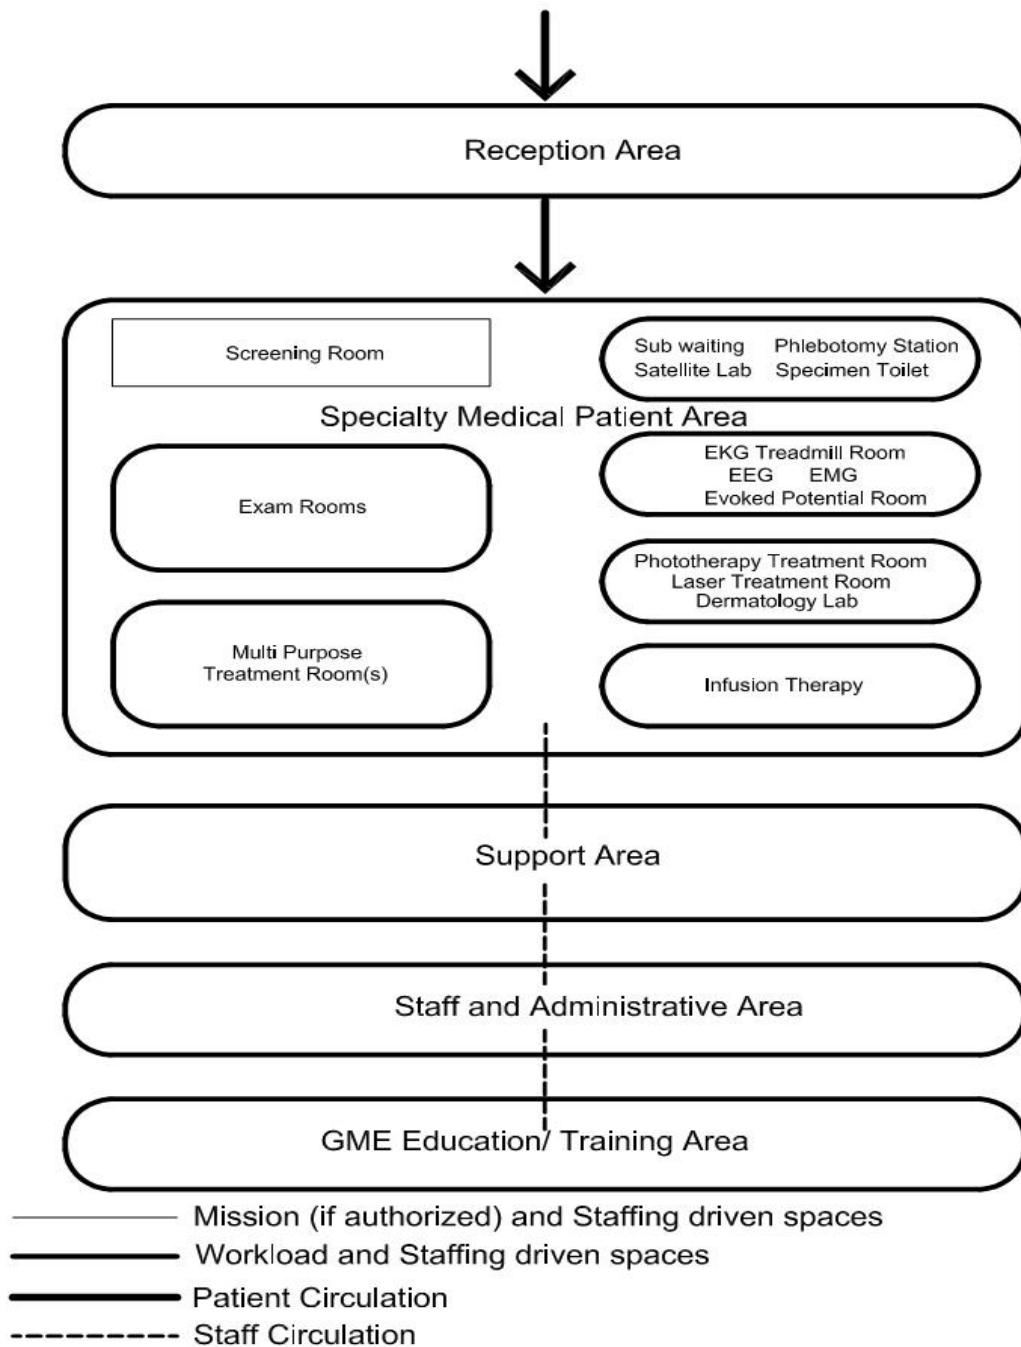 Reception Area
Screening Room
Sub waiting Phlebotomy Station
Satellite Lab Specimen Toilet
Specialty Medical Patient Area
Exam Rooms
EKG Treadmill Room
EEG EMG
Evoked Potential Room
Phototherapy Treatment Room
Laser Treatment Room
Dermatology Lab
Multi Purpose
Treatment Room(s)
Infusion Therapy
Support Area
Staff and Administrative Area
GME Education/ Training Area
Mission (if authorized) and Staffing driven spaces
Workload and Staffing driven spaces
Patient Circulation
Staff Circulation